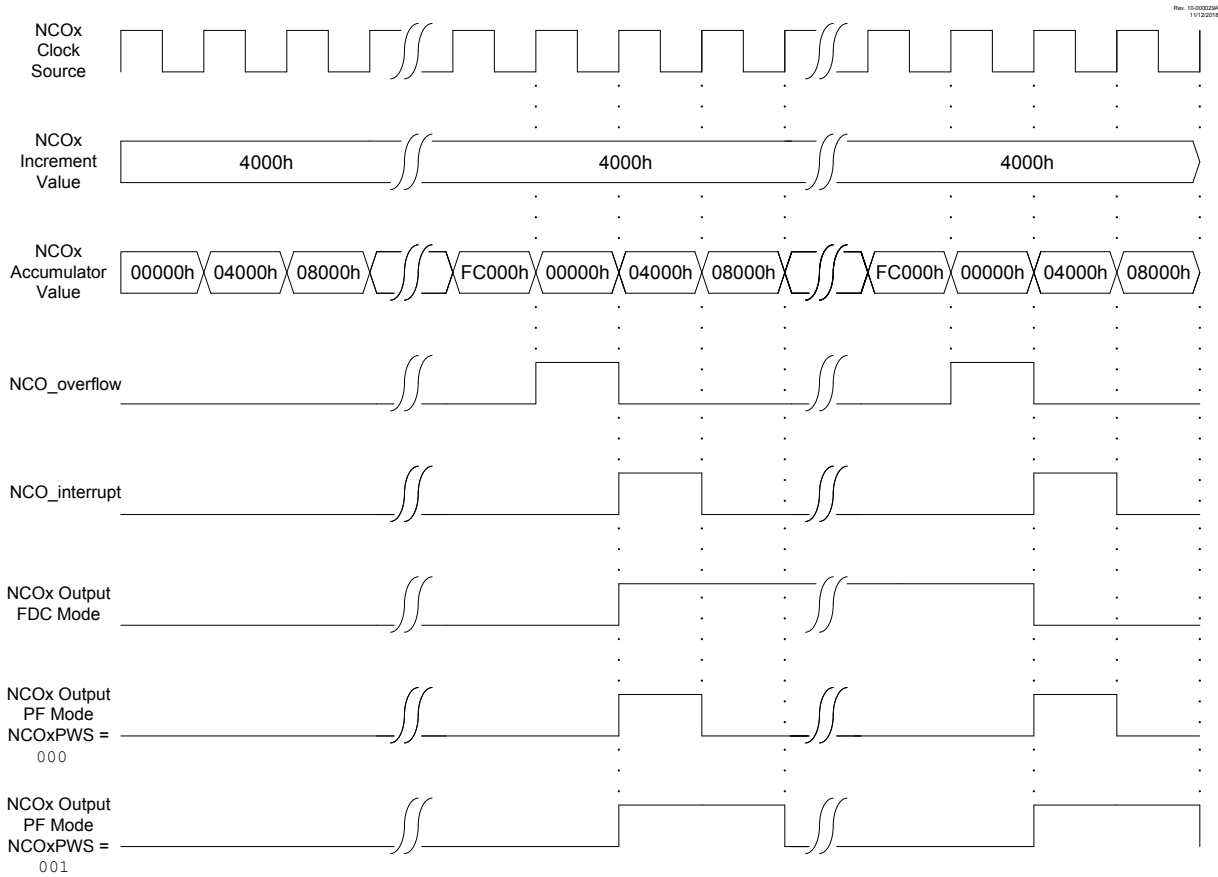 Rev. 10-000029A
11/12/2018
NCOx
Clock
Source
NCOx
Increment
Value
4000h
4000h
4000h
NCOx
Accumulator
Value
00000h 04000h 08000h FC000h 00000h 04000h 08000h FC000h 00000h 04000h 08000h
NCO_overflow
NCO_interrupt
NCOx Output
FDC Mode
NCOx Output
PF Mode
NCOxPWS =
000
NCOx Output
PF Mode
NCOxPWS =
001